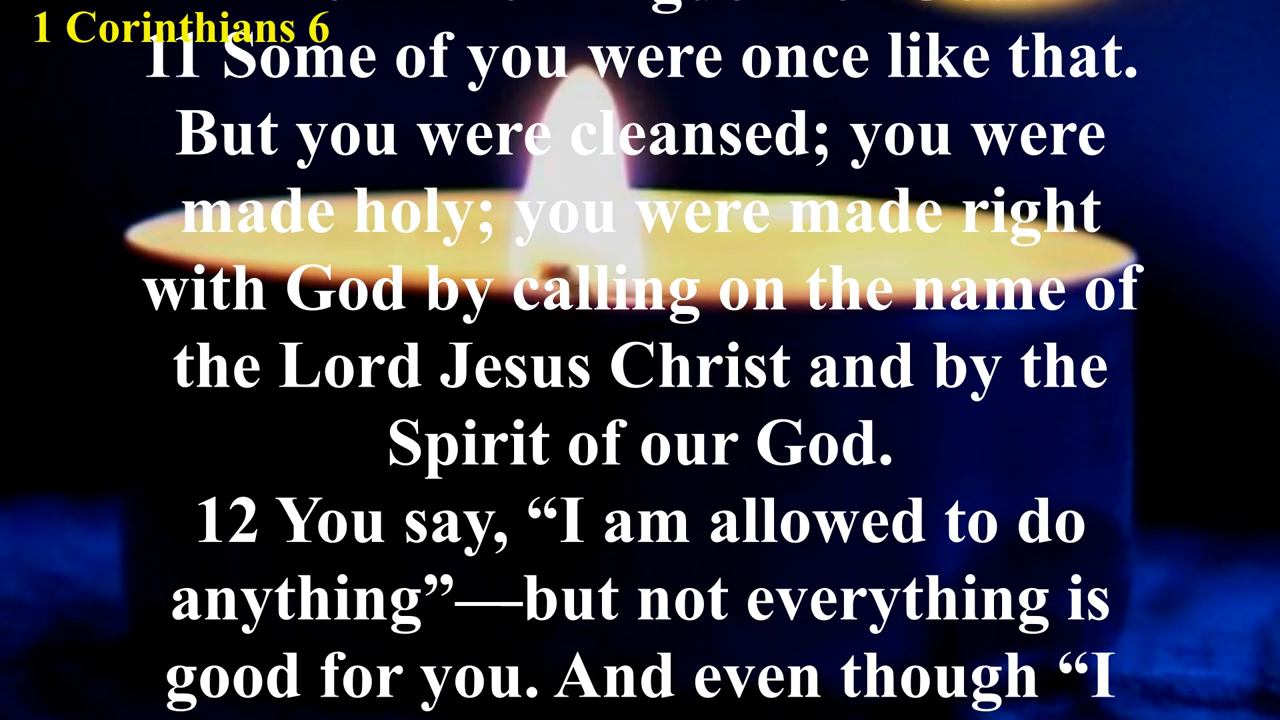 1 Corinthians 6
11 Some of you were once like that.
But you were cleansed; you were
made holy; you were made right
with God by calling on the name of
the Lord Jesus Christ and by the
Spirit of our God.
12 You say, “I am allowed to do
anything”—but not everything is
good for you. And even though “I